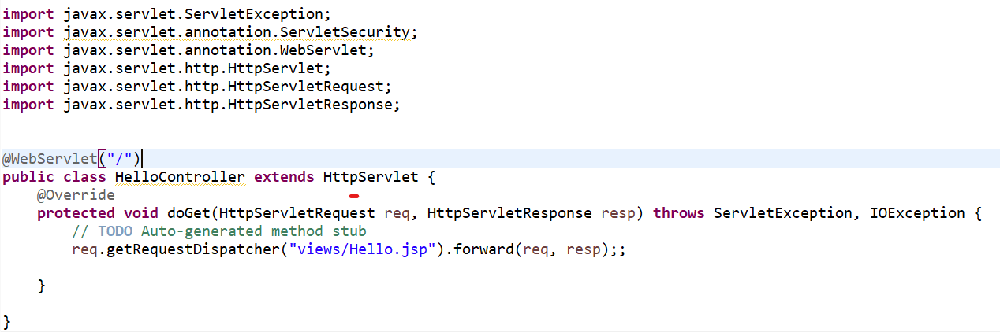 import javax.servlet.ServletException;
import javax.servlet.annotation.ServletSecurity;
import javax.servlet.annotation.WebServlet;
import javax.servlet.http.HttpServlet;
import javax.servlet.http.HttpServletRequest;
import javax.servlet.http.HttpServletResponse;
@WebServlet("/")
public class HelloController extends HttpServlet {
@Override
protected void doGet(HttpServletRequest req, HttpServletResponse resp) throws ServletException, IOException {
// TODO Auto-generated method stub
req.getRequestDispatcher("views/Hello.jsp").forward(req, resp);;
}
}